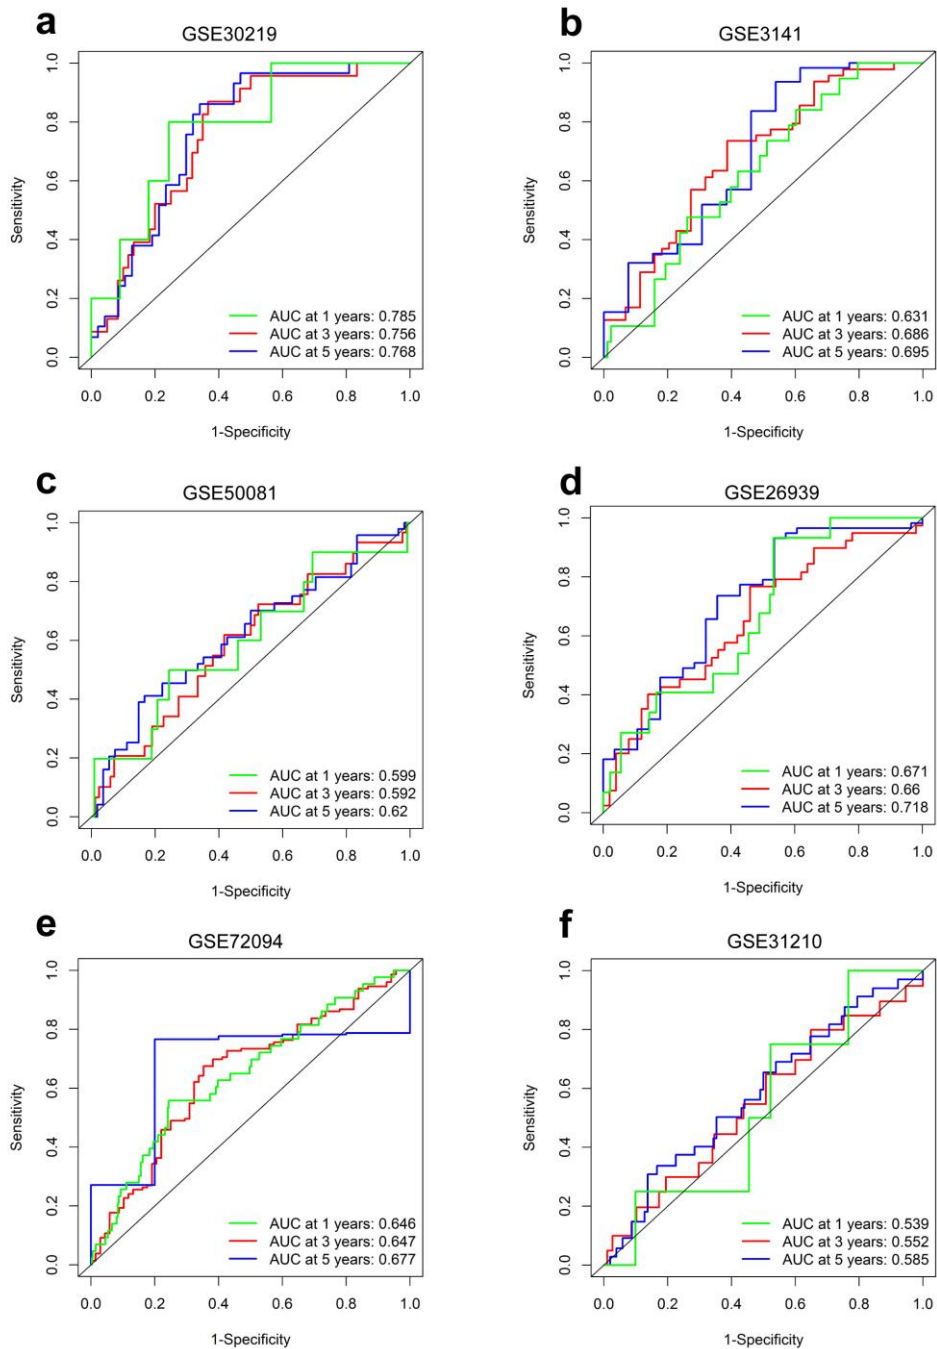 a
GSE30219
Sensitivity
1.0
0.8
0.6
0.4
0.2
0.0
AUC at 1 years: 0.785
AUC at 3 years: 0.756
AUC at 5 years: 0.768
0.0 0.2 0.4 0.6 0.8 1.0
1-Specificity
b
GSE3141
Sensitivity
1.0
0.8
0.6
0.4
0.2
0.0
AUC at 1 years: 0.631
AUC at 3 years: 0.686
AUC at 5 years: 0.695
0.0 0.2 0.4 0.6 0.8 1.0
1-Specificity
c
GSE50081
Sensitivity
1.0
0.8
0.6
0.4
0.2
0.0
AUC at 1 years: 0.599
AUC at 3 years: 0.592
AUC at 5 years: 0.62
0.0 0.2 0.4 0.6 0.8 1.0
1-Specificity
d
GSE26939
Sensitivity
1.0
0.8
0.6
0.4
0.2
0.0
AUC at 1 years: 0.671
AUC at 3 years: 0.66
AUC at 5 years: 0.718
0.0 0.2 0.4 0.6 0.8 1.0
1-Specificity
e
GSE72094
Sensitivity
1.0
0.8
0.6
0.4
0.2
0.0
AUC at 1 years: 0.646
AUC at 3 years: 0.647
AUC at 5 years: 0.677
0.0 0.2 0.4 0.6 0.8 1.0
1-Specificity
f
GSE31210
Sensitivity
1.0
0.8
0.6
0.4
0.2
0.0
AUC at 1 years: 0.539
AUC at 3 years: 0.552
AUC at 5 years: 0.585
0.0 0.2 0.4 0.6 0.8 1.0
1-Specificity